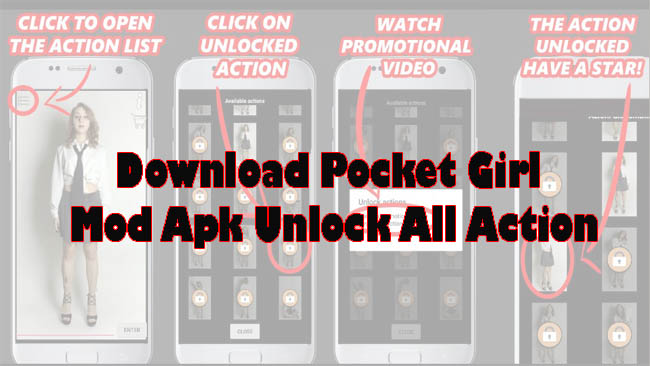 CLICK TO OPEN
THE ACTION LIST
CLICK ON
UNLOCKED
ACTION
WATCH
PROMOTIONAL
VIDEO
THE ACTION
UNLOCKED
HAVE A STAR!
Available actions
Available actions
Download Pocket Girl
Unlock actions
Mod Apk Unlock All Action
ENTER
CLOSE
CLOSE